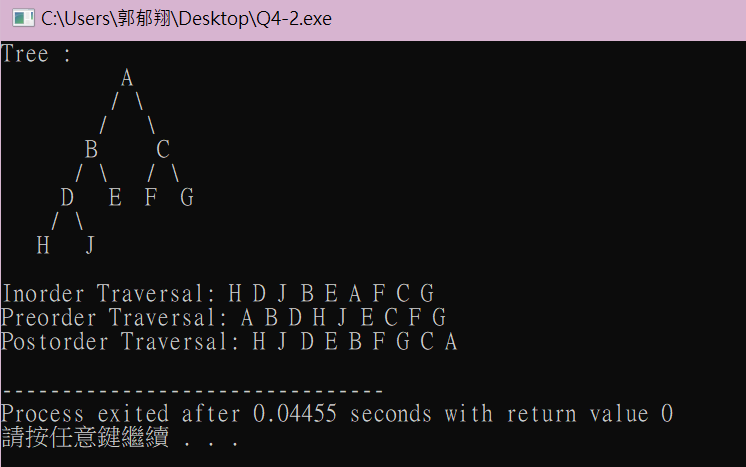 C:\Users\郭郁翔\Desktop\Q4-2.exe
Tree :
          A
         / \
        /   \
       B     C
      / \   / \
     D   E F   G
    / \
   H   J
Inorder Traversal: H D J B E A F C G
Preorder Traversal: A B D H J E C F G
Postorder Traversal: H J D E B F G C A
--------------------------------
Process exited after 0.04455 seconds with return value 0
請按任意鍵繼續 . . .